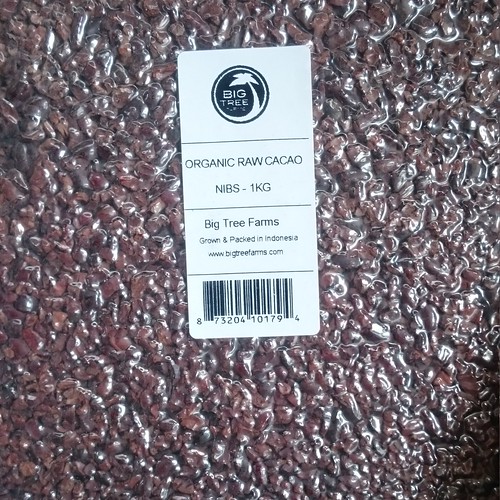 BIG
TREE
FARMS
ORGANIC RAW CACAO
NIBS - 1KG
Big Tree Farms
Grown & Packed in Indonesia
www.bigtreefarms.com
8 73204 10179 4